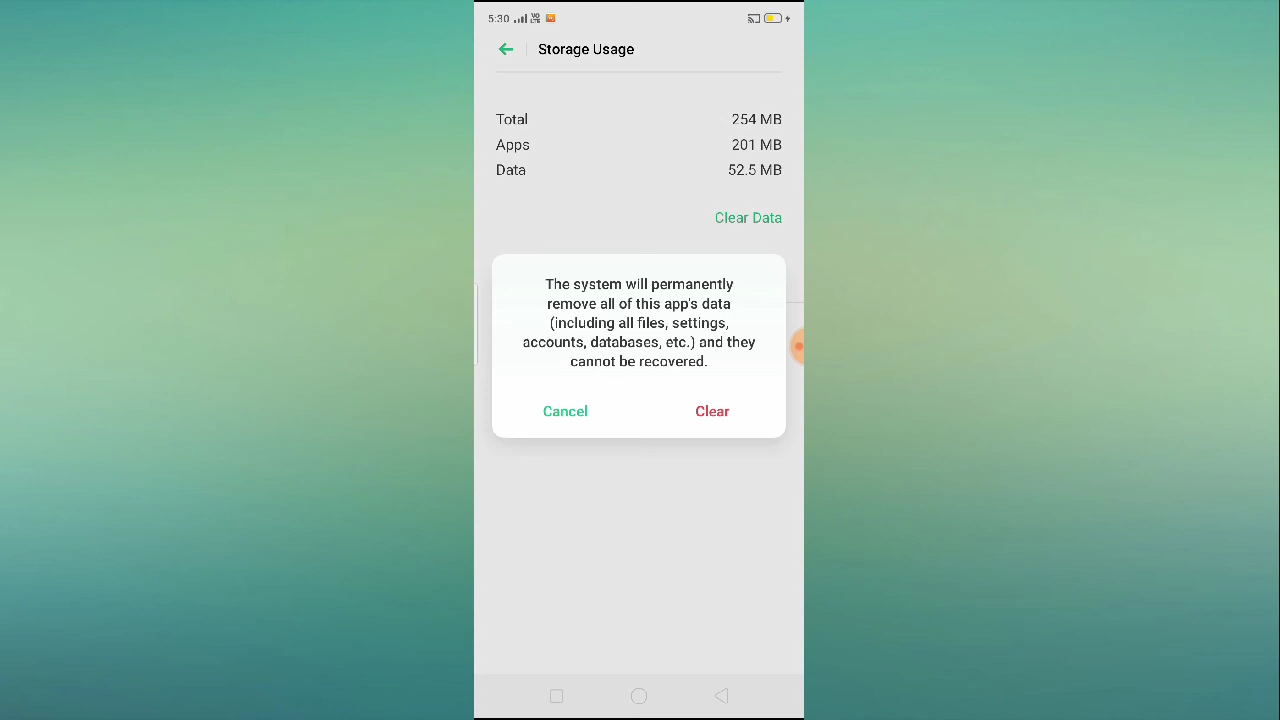 5:30 VO LTE
Storage Usage
Total 254 MB
Apps 201 MB
Data 52.5 MB
Clear Data
The system will permanently
remove all of this app's data
(including all files, settings,
accounts, databases, etc.) and they
cannot be recovered.
Cancel Clear